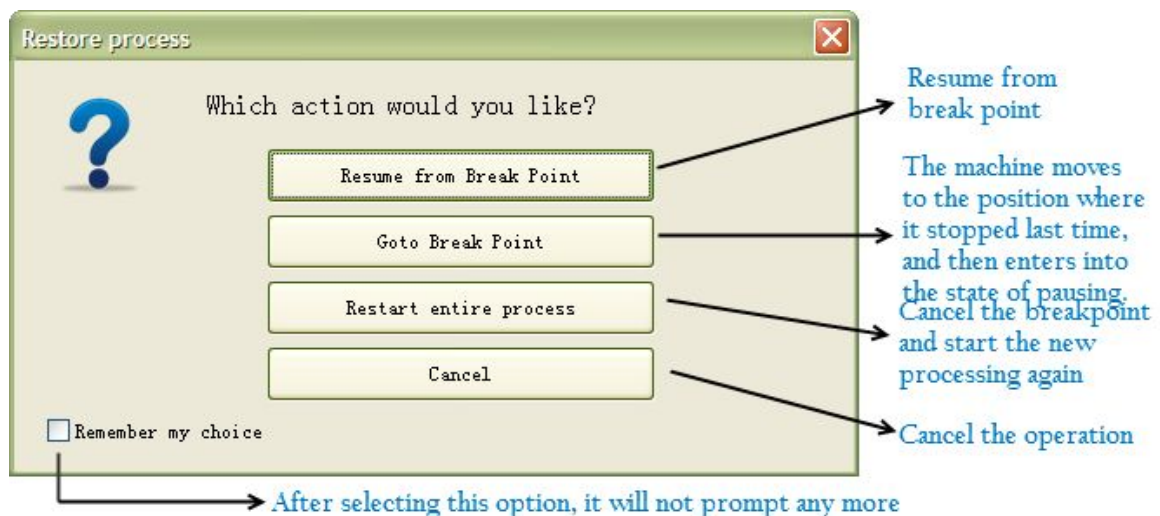 Restore process
Which action would you like?
Resume from Break Point
Goto Break Point
Restart entire process
Cancel
Remember my choice
Resume from
break point
The machine moves
to the position where
it stopped last time,
and then enters into
the state of pausing.
Cancel the breakpoint
and start the new
processing again
Cancel the operation
After selecting this option, it will not prompt any more